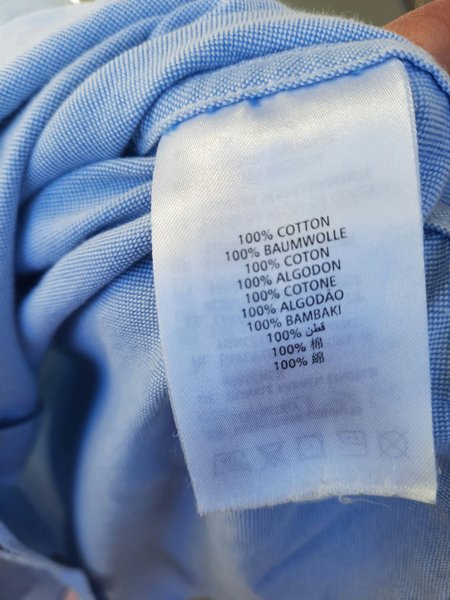 100% COTTON
100% BAUMWOLLE
100% COTON
100% ALGODON
100% COTONE
100% ALGODÃO
100% BAMBAKI
100% قطن
100% 棉
100% 綿